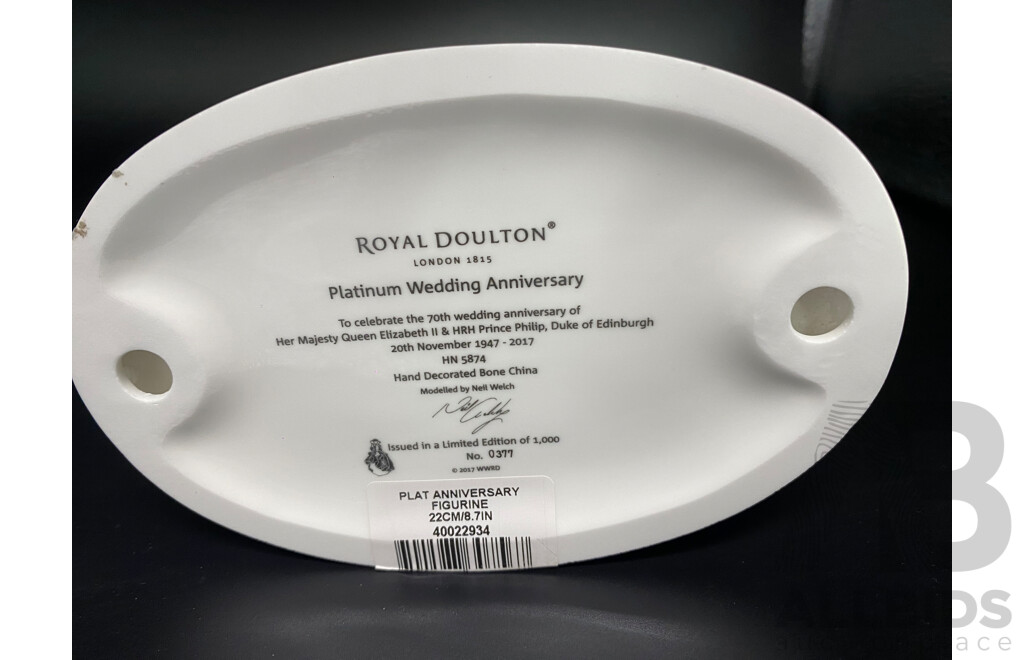 ROYAL DOULTON®
LONDON 1815
Platinum Wedding Anniversary
To celebrate the 70th wedding anniversary of
Her Majesty Queen Elizabeth II & HRH Prince Philip, Duke of Edinburgh
20th November 1947 - 2017
HN 5874
Hand Decorated Bone China
Modelled by Neil Welch
Issued in a Limited Edition of 1,000
No. 0377
© 2017 WWRD
PLAT ANNIVERSARY
FIGURINE
22CM/8.7IN
40022934
ALLBIDS